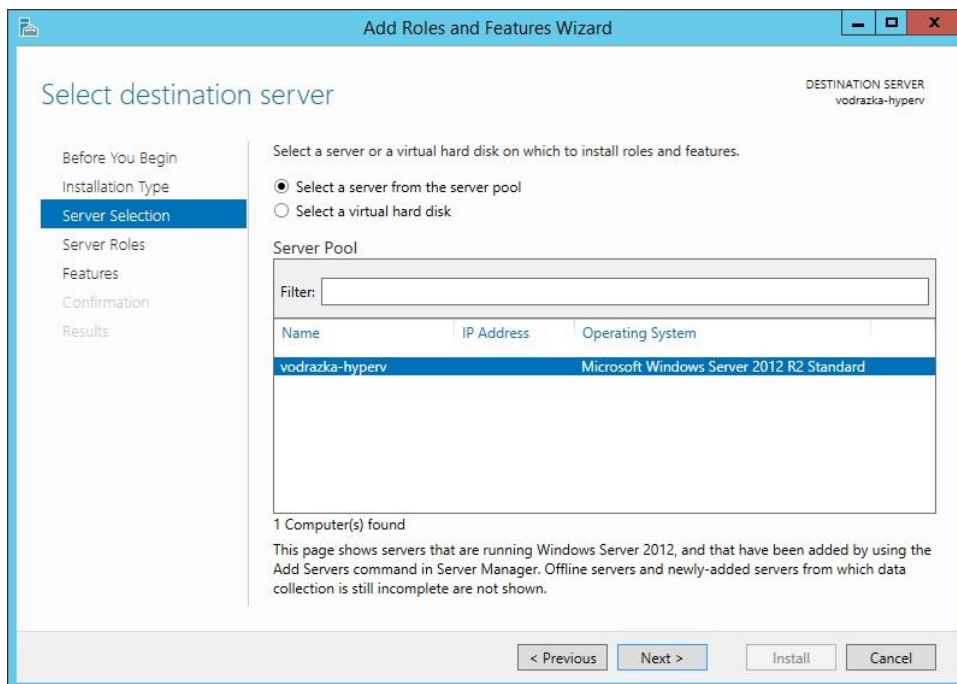 Add Roles and Features Wizard
Select destination server
DESTINATION SERVER
vodrazka-hyperv
Before You Begin
Installation Type
Server Selection
Server Roles
Features
Confirmation
Results
Select a server or a virtual hard disk on which to install roles and features.
Select a server from the server pool
Select a virtual hard disk
Server Pool
Filter:
Name IP Address Operating System
vodrazka-hyperv Microsoft Windows Server 2012 R2 Standard
1 Computer(s) found
This page shows servers that are running Windows Server 2012, and that have been added by using the
Add Servers command in Server Manager. Offline servers and newly-added servers from which data
collection is still incomplete are not shown.
< Previous Next > Install Cancel